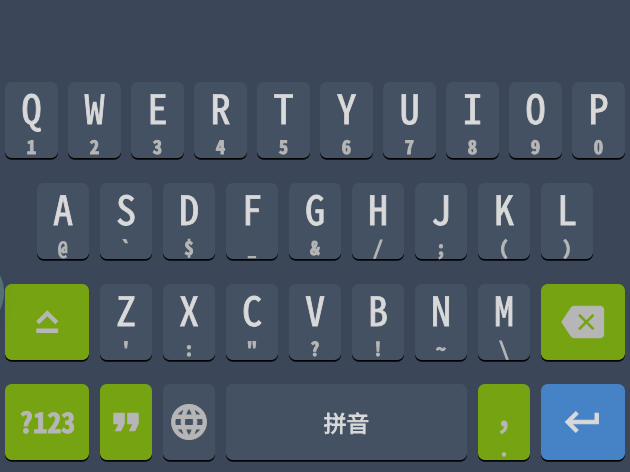 Q W E R T Y U I O P
1 2 3 4 5 6 7 8 9 0
A S D F G H J K L
@ ` $ _ & / ; ( )
Z X C V B N M
' : " ? ! ~ \
?123 ❞ 拼音 ,
.